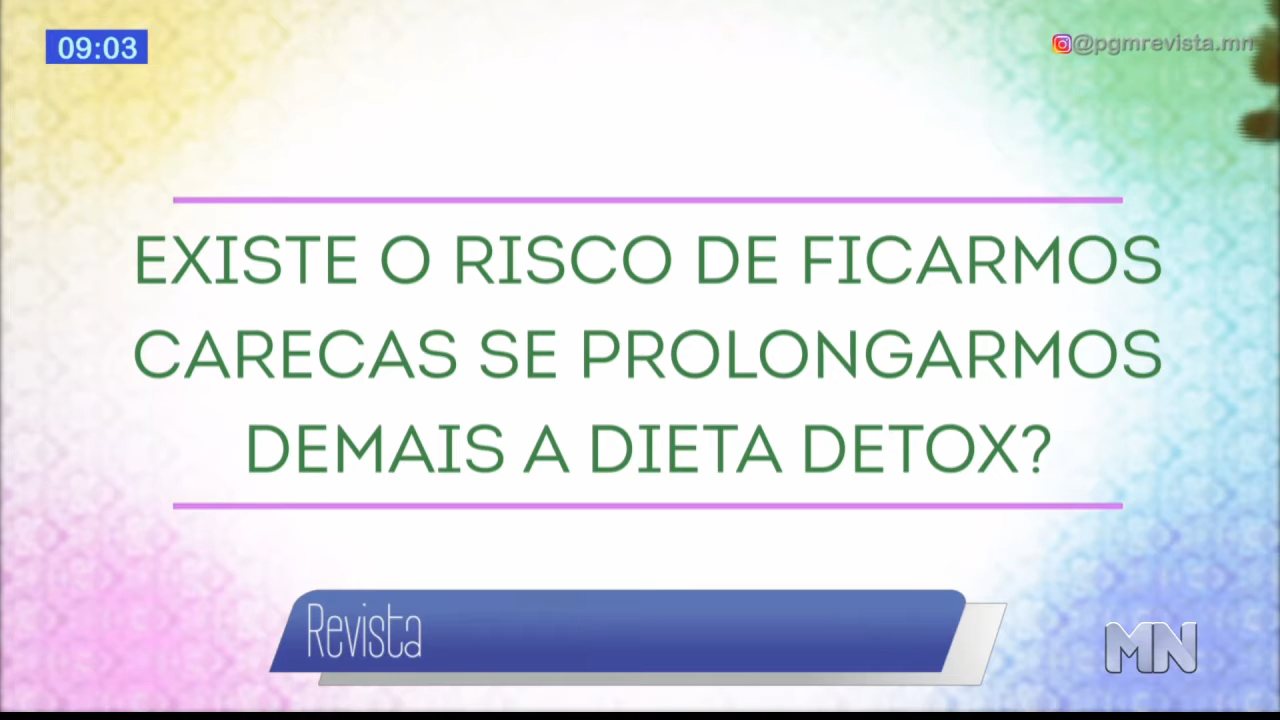 09:03
@pgmrevista.mn
EXISTE O RISCO DE FICARMOS
CARECAS SE PROLONGARMOS
DEMAIS A DIETA DETOX?
Revista
MN